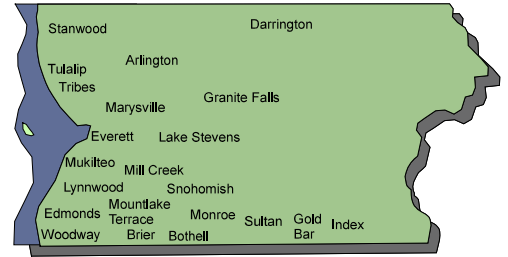 Darrington
Stanwood
Arlington
Tulalip
Tribes
Granite Falls
Marysville
Everett
Lake Stevens
Mukilteo
Mill Creek
Lynnwood
Snohomish
Mountlake
Terrace
Edmonds
Monroe
Sultan
Gold
Bar
Index
Woodway
Brier
Bothell